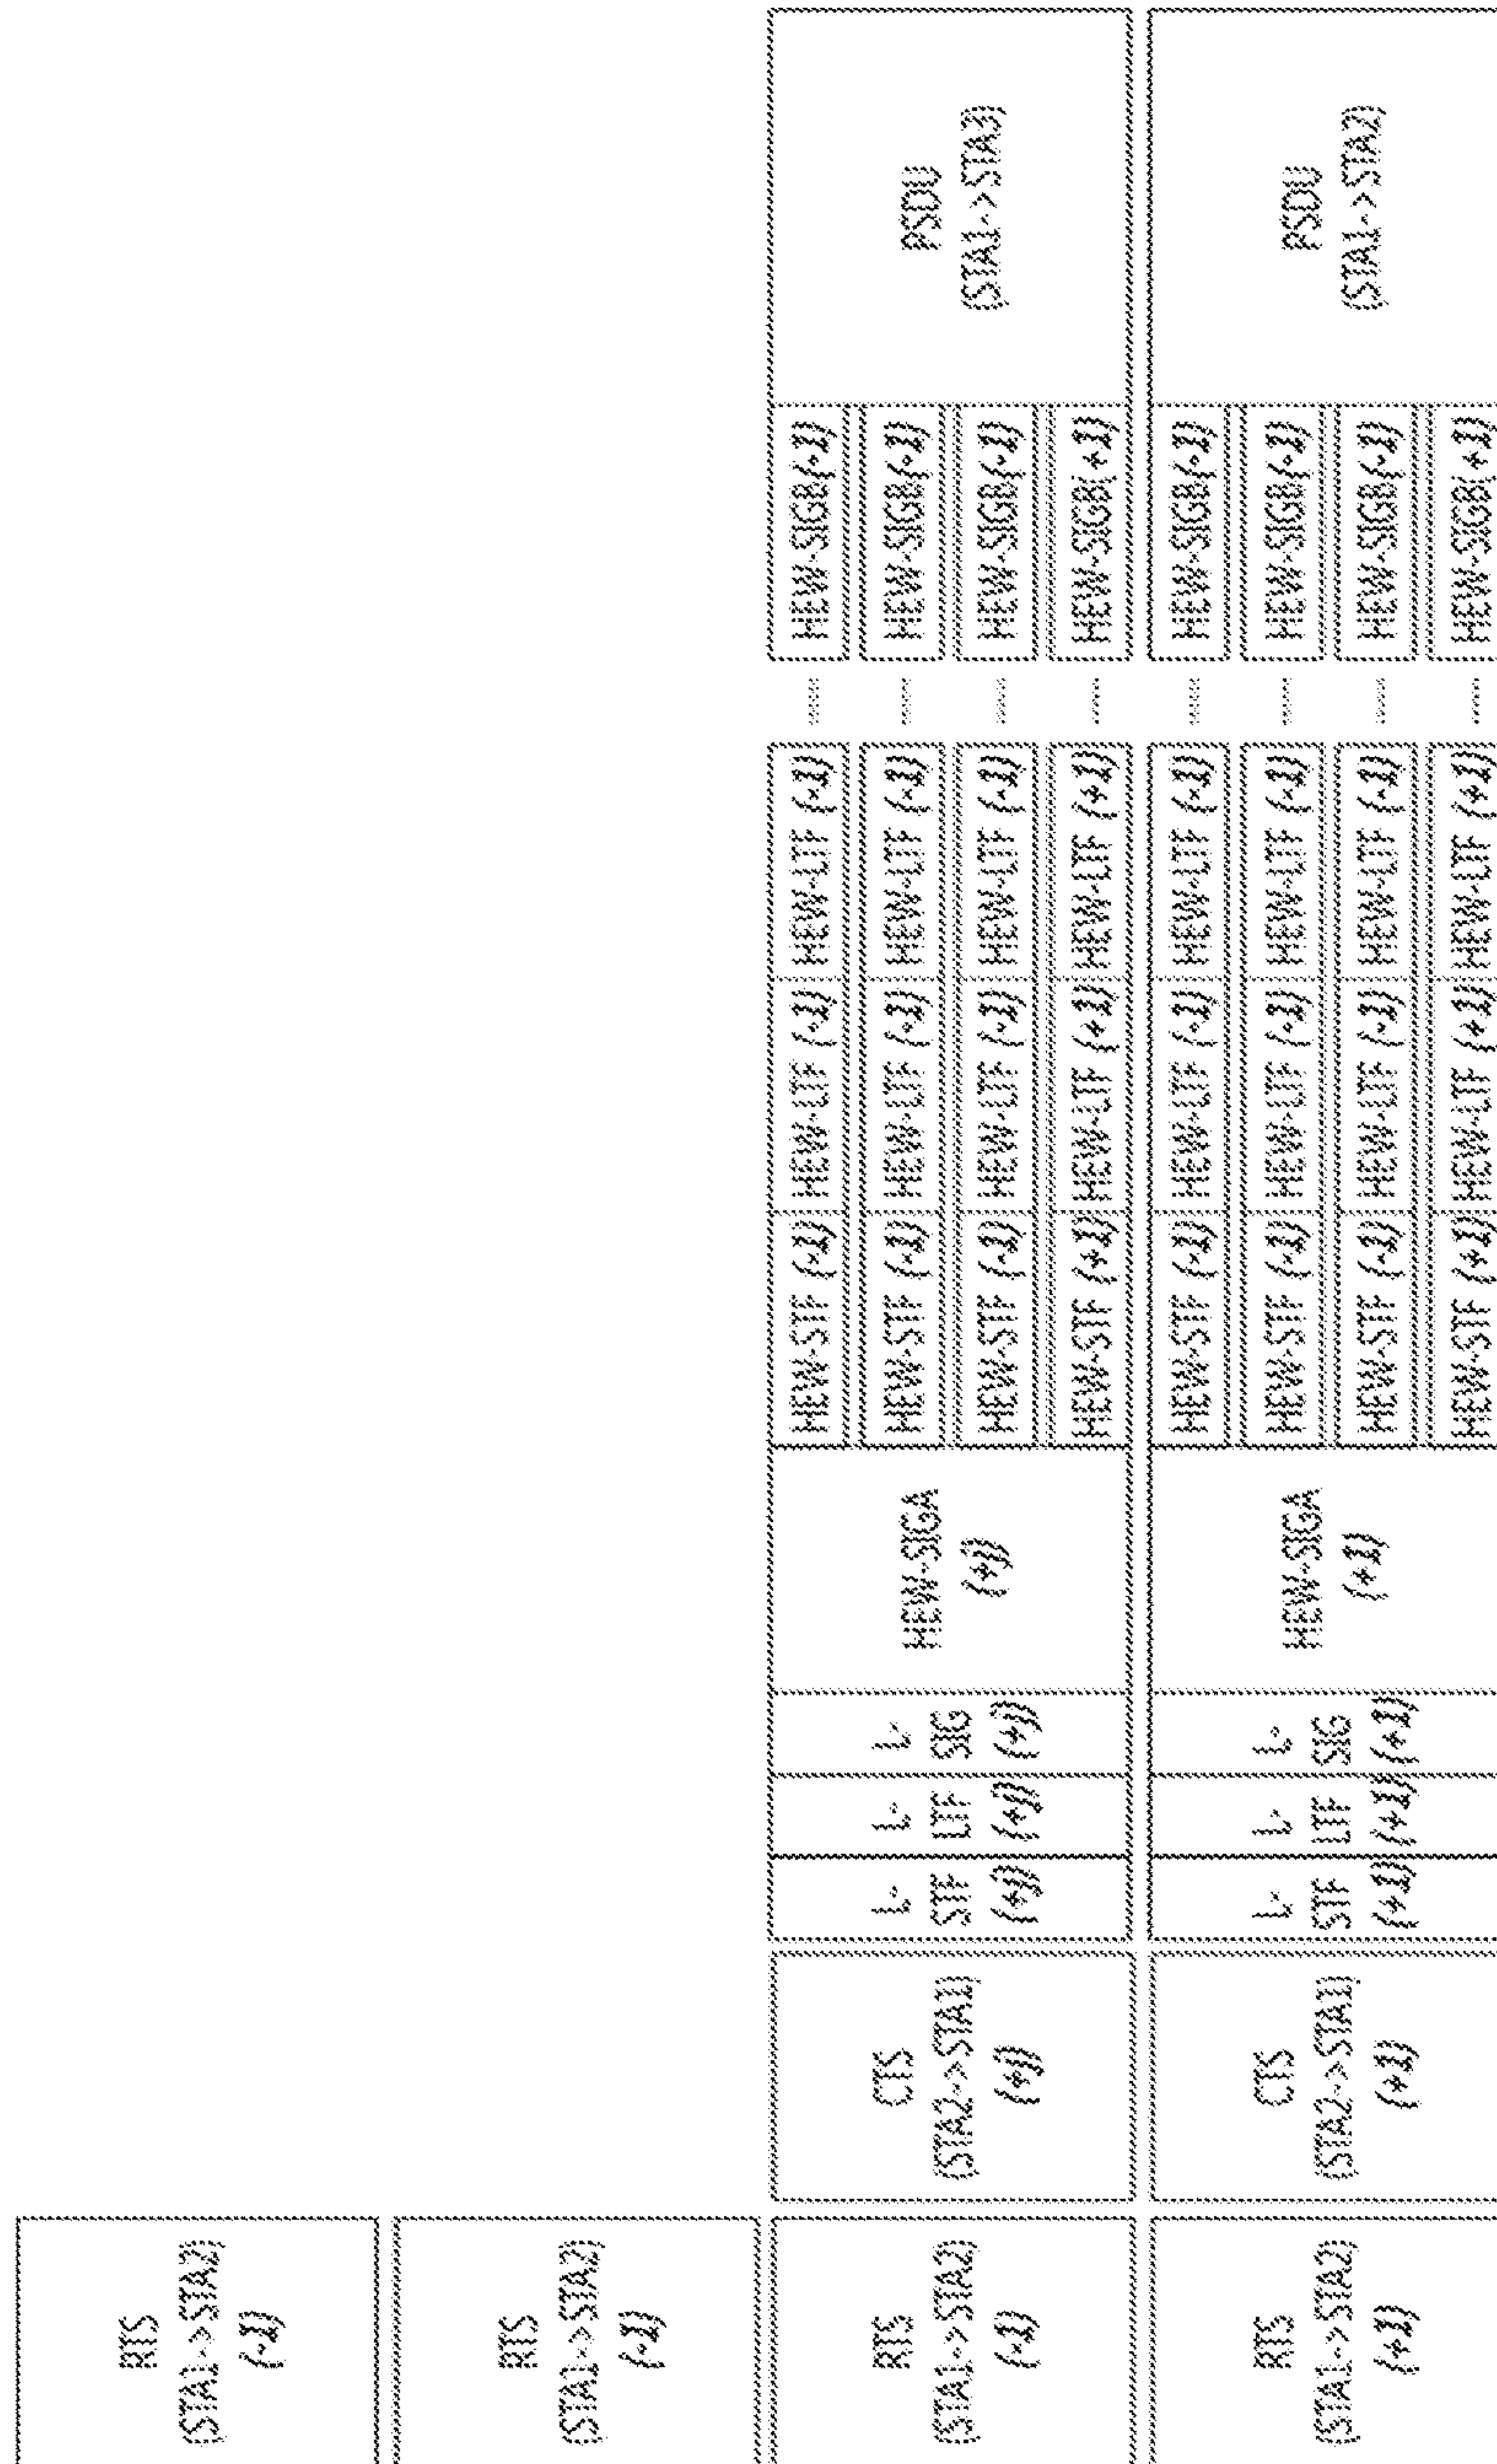 RTS
(STA1->STA2)
(-1)
RTS
(STA1->STA2)
(-1)
RTS
(STA1->STA2)
(-1)
CTS
(STA2->STA1)
(+j)
L-
STF
(+j)
L-
LTF
(+j)
L-
SIG
(+j)
HEW-SIGA
(+j)
HEW-STF (-1) HEW-LTF (-1) HEW-LTF (-1) ---- HEW-SIGB(-1)
HEW-STF (-1) HEW-LTF (-1) HEW-LTF (-1) ---- HEW-SIGB(-1)
HEW-STF (-1) HEW-LTF (-1) HEW-LTF (-1) ---- HEW-SIGB(-1)
HEW-STF (+1) HEW-LTF (+1) HEW-LTF (+1) ---- HEW-SIGB(+1)
PSDU
(STA1->STA3)
RTS
(STA1->STA2)
(+1)
CTS
(STA2->STA1)
(+1)
L-
STF
(+1)
L-
LTF
(+1)
L-
SIG
(+1)
HEW-SIGA
(+1)
HEW-STF (-1) HEW-LTF (-1) HEW-LTF (-1) ---- HEW-SIGB(-1)
HEW-STF (-1) HEW-LTF (-1) HEW-LTF (-1) ---- HEW-SIGB(-1)
HEW-STF (-1) HEW-LTF (-1) HEW-LTF (-1) ---- HEW-SIGB(-1)
HEW-STF (+1) HEW-LTF (+1) HEW-LTF (+1) ---- HEW-SIGB(+1)
PSDU
(STA1->STA2)